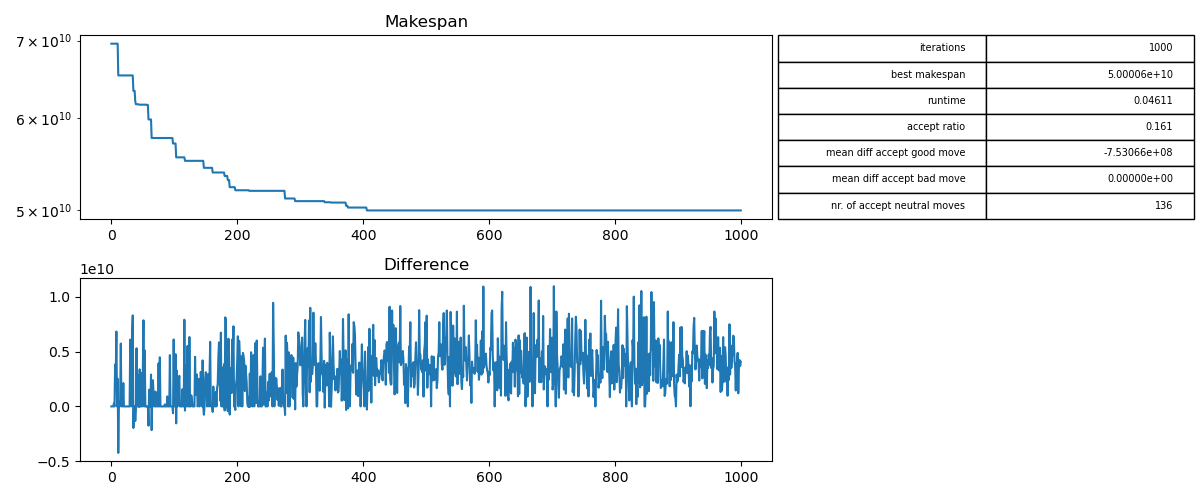 Makespan
7 × 10^10
6 × 10^10
5 × 10^10
0 200 400 600 800 1000
iterations 1000
best makespan 5.00006e+10
runtime 0.04611
accept ratio 0.161
mean diff accept good move -7.53066e+08
mean diff accept bad move 0.00000e+00
nr. of accept neutral moves 136
Difference
1e10
1.0
0.5
0.0
−0.5
0 200 400 600 800 1000